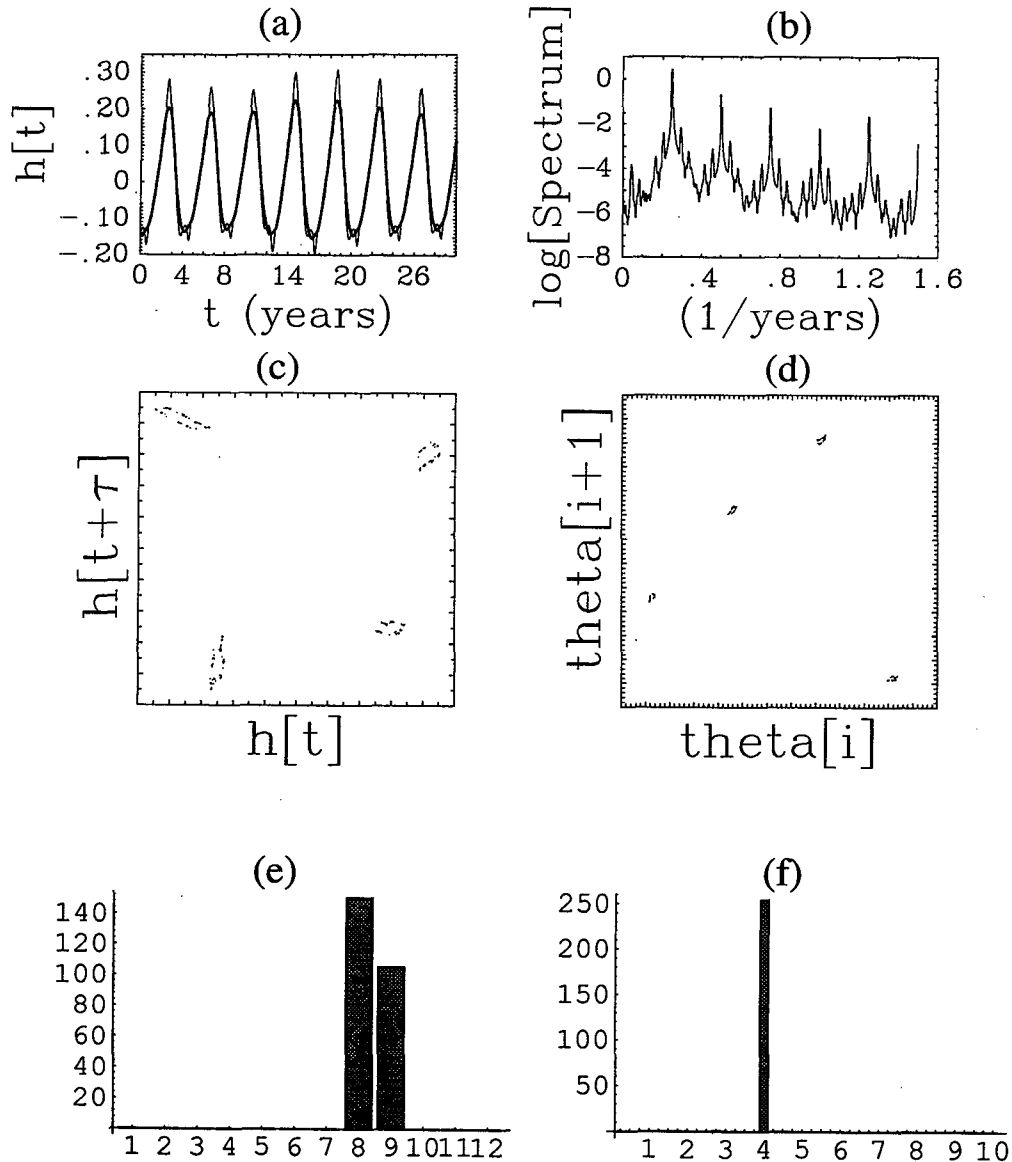 (a)
h[t]
.30
.20
.10
0
-.10
-.20
0 4 8 14 20 26
t (years)
(b)
log[Spectrum]
0
-2
-4
-6
-8
0 .4 .8 1.2 1.6
(1/years)
(c)
h[t+τ]
h[t]
(d)
theta[i+1]
theta[i]
(e)
140
120
100
80
60
40
20
1 2 3 4 5 6 7 8 9 10 11 12
(f)
250
200
150
100
50
1 2 3 4 5 6 7 8 9 10